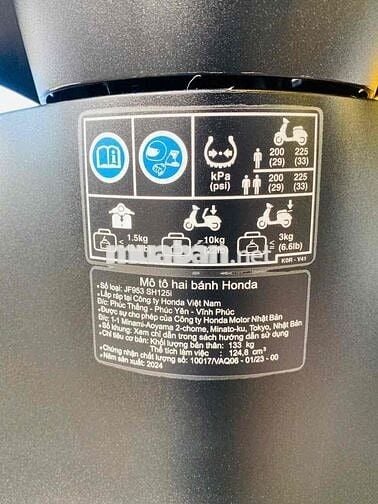 kPa
(psi)
200 225
(29) (33)
200 225
(29) (33)
≤ 1.5kg
≤ 10kg
≤ 3kg
(6.6lb)
K0R - V41
muaban.net
Mô tô hai bánh Honda
• Số loại: JF953 SH125i
• Lắp ráp tại Công ty Honda Việt Nam
Đ/c: Phúc Thắng - Phúc Yên - Vĩnh Phúc
• Được sự cho phép của Công ty Honda Motor Nhật Bản
Đ/c: 1-1 Minami-Aoyama 2-chome, Minato-ku, Tokyo, Nhật Bản
• Số khung: Xem chỉ dẫn trong sách hướng dẫn sử dụng
• Chỉ tiêu cơ bản: Khối lượng bản thân: 133 kg
Thể tích làm việc : 124,8 cm³
• Chứng nhận chất lượng số: 10017/VAQ06 - 01/23 - 00
• Năm sản xuất: 2024